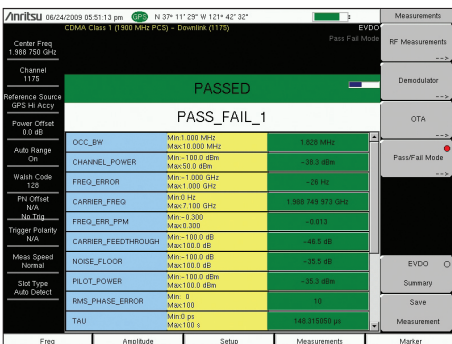 Anritsu 06/24/2009 05:51:13 pm GPS N 37° 11' 29" W 121° 42' 32"
Measurements
CDMA Class 1 (1900 MHz PCS) - Downlink (1175)
EVDO
Pass Fail Mode
Center Freq
1.988 750 GHz
Channel
1175
Reference Source
GPS Hi Accy
Power Offset
0.0 dB
Auto Range
On
Walsh Code
128
PN Offset
N/A
No Trig
Trigger Polarity
N/A
Meas Speed
Normal
Slot Type
Auto Detect
PASSED
PASS_FAIL_1
OCC_BW Min:1.000 MHz Max:10.000 MHz 1.828 MHz
CHANNEL_POWER Min:-100.0 dBm Max:50.0 dBm -38.3 dBm
FREQ_ERROR Min:-1.000 GHz Max:1.000 GHz -26 Hz
CARRIER_FREQ Min:0 Hz Max:7.100 GHz 1.988 749 973 GHz
FREQ_ERR_PPM Min:-0.300 Max:0.300 -0.013
CARRIER_FEEDTHROUGH Min:-100.0 dB Max:100.0 dB -46.5 dB
NOISE_FLOOR Min:-100.0 dB Max:100.0 dB -35.5 dB
PILOT_POWER Min:-100.0 dBm Max:100.0 dBm -35.3 dBm
RMS_PHASE_ERROR Min: 0 Max:100 10
TAU Min:0 ps Max:100 s 148.315050 µs
RF Measurements
-->
Demodulator
-->
OTA
-->
Pass/Fail Mode
-->
EVDO
Summary
Save
Measurement
Freq Amplitude Setup Measurements Marker